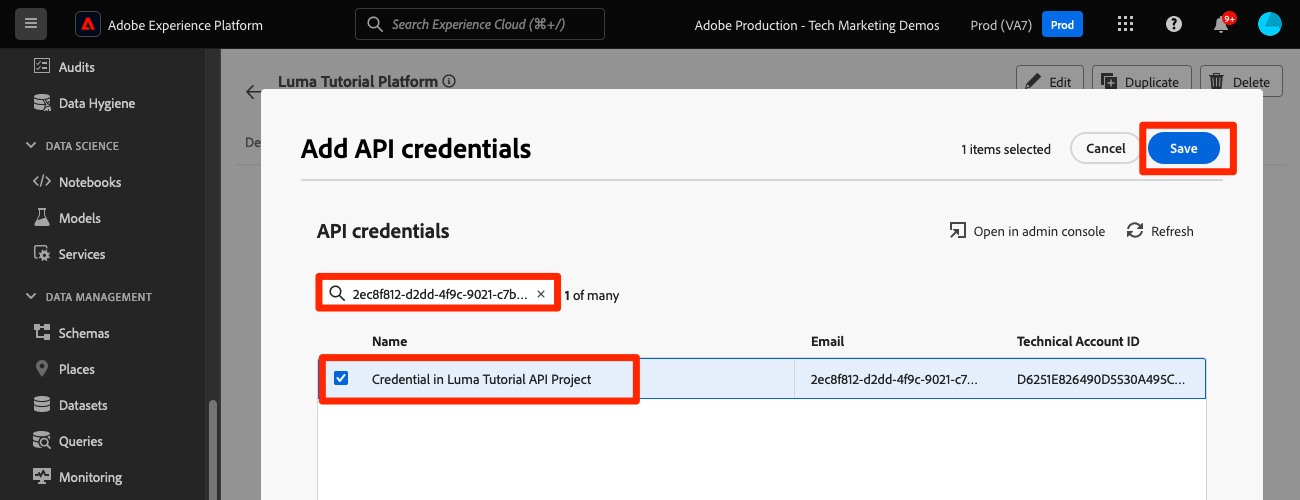 Adobe Experience Platform
Search Experience Cloud (⌘+/)
Adobe Production - Tech Marketing Demos
Prod (VA7)
Prod
9+
Audits
Data Hygiene
DATA SCIENCE
Notebooks
Models
Services
DATA MANAGEMENT
Schemas
Places
Datasets
Queries
Monitoring
Luma Tutorial Platform
Edit
Duplicate
Delete
De
Add API credentials
1 items selected
Cancel
Save
API credentials
Open in admin console
Refresh
2ec8f812-d2dd-4f9c-9021-c7b...
1 of many
Name Email Technical Account ID
Credential in Luma Tutorial API Project 2ec8f812-d2dd-4f9c-9021-c7... D6251E826490D5530A495C...